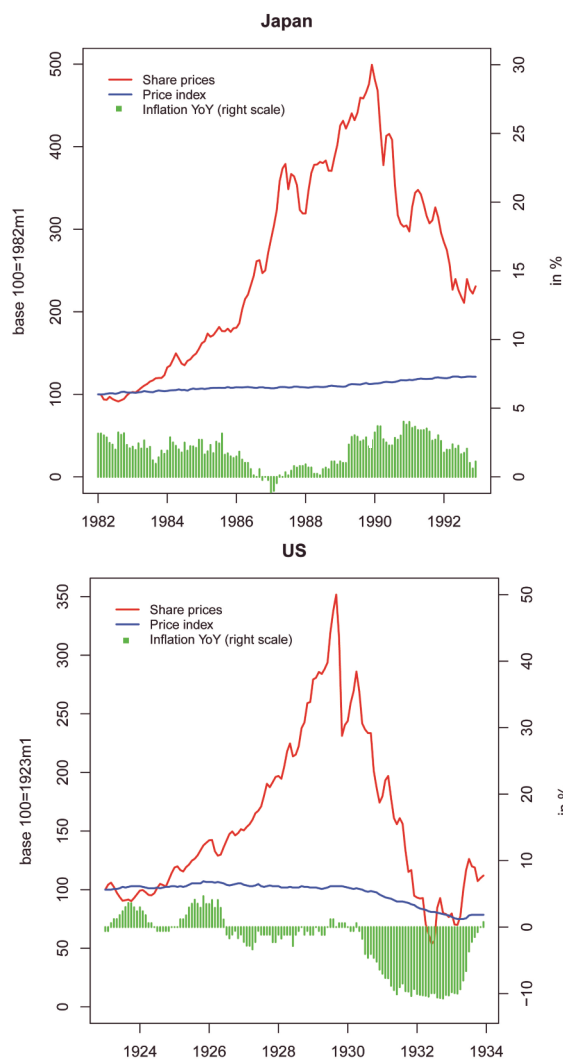 Japan
Share prices
Price index
Inflation YoY (right scale)
base 100=1982m1
500
400
300
200
100
0
30
25
20
15
10
5
0
in %
1982 1984 1986 1988 1990 1992
US
Share prices
Price index
Inflation YoY (right scale)
base 100=1923m1
350
300
250
200
150
100
50
0
50
40
30
20
10
0
−10
in %
1924 1926 1928 1930 1932 1934